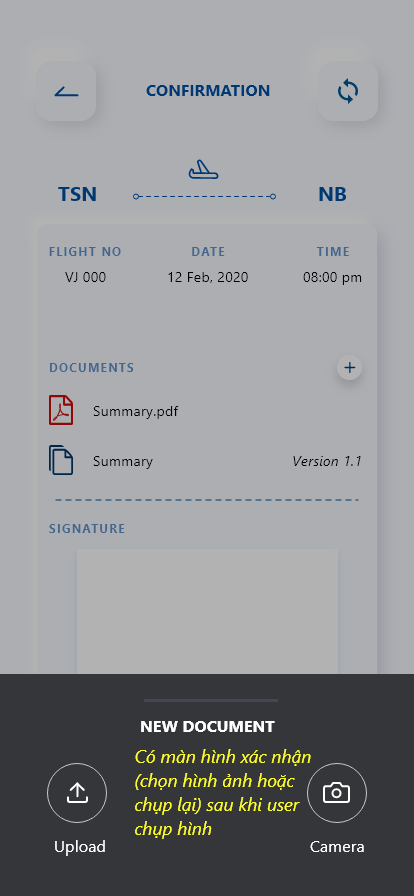 CONFIRMATION
TSN NB
FLIGHT NO DATE TIME
VJ 000 12 Feb, 2020 08:00 pm
DOCUMENTS
Summary.pdf
Summary Version 1.1
SIGNATURE
NEW DOCUMENT
Có màn hình xác nhận
(chọn hình ảnh hoặc
chụp lại) sau khi user
chụp hình
Upload Camera